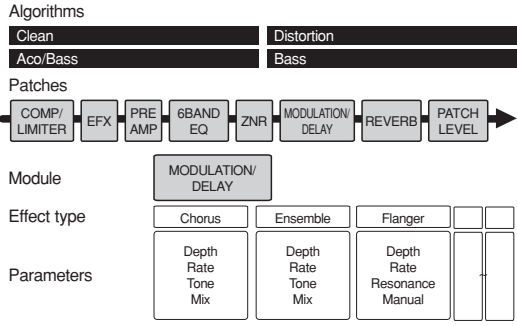 Algorithms
Clean Distortion
Aco/Bass Bass
Patches
COMP/ LIMITER EFX PRE AMP 6BAND EQ ZNR MODULATION/ DELAY REVERB PATCH LEVEL
Module MODULATION/ DELAY
Effect type Chorus Ensemble Flanger
Parameters
Depth Depth Depth
Rate Rate Rate
Tone Tone Resonance
Mix Mix Manual
~